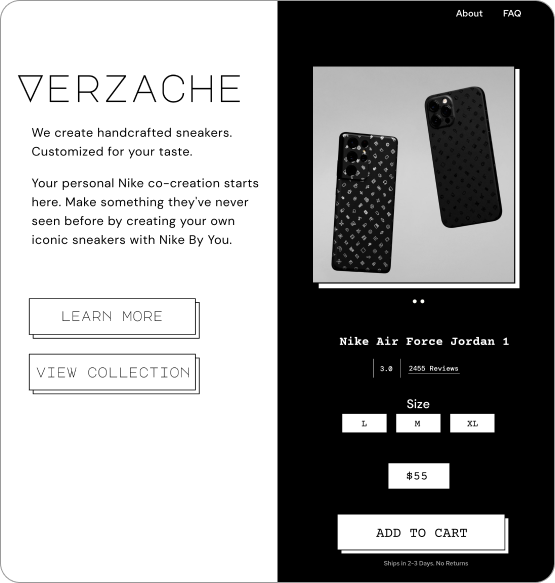 About FAQ
VERZACHE
We create handcrafted sneakers.
Customized for your taste.
Your personal Nike co-creation starts
here. Make something they've never
seen before by creating your own
iconic sneakers with Nike By You.
LEARN MORE
VIEW COLLECTION
Nike Air Force Jordan 1
3.0 2455 Reviews
Size
L M XL
$55
ADD TO CART
Ships in 2-3 Days. No Returns